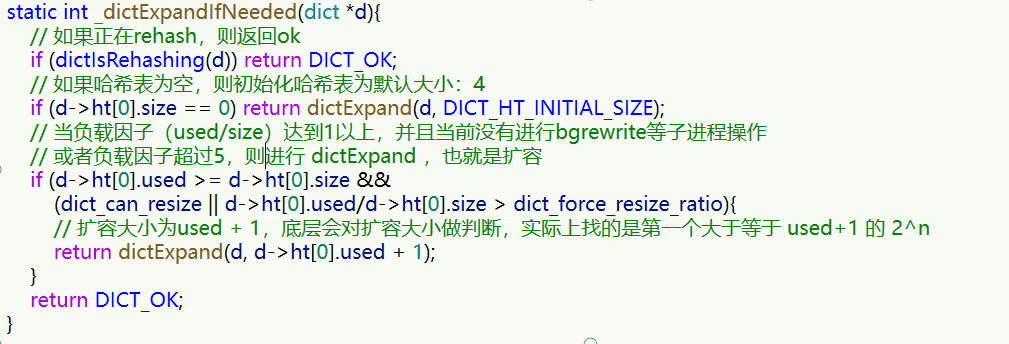 static int _dictExpandIfNeeded(dict *d){
// 如果正在rehash，则返回ok
if (dictIsRehashing(d)) return DICT_OK;
// 如果哈希表为空，则初始化哈希表为默认大小：4
if (d->ht[0].size == 0) return dictExpand(d, DICT_HT_INITIAL_SIZE);
// 当负载因子（used/size）达到1以上，并且当前没有进行bgrewrite等子进程操作
// 或者负载因子超过5，则进行 dictExpand ，也就是扩容
if (d->ht[0].used >= d->ht[0].size &&
(dict_can_resize || d->ht[0].used/d->ht[0].size > dict_force_resize_ratio){
// 扩容大小为used + 1，底层会对扩容大小做判断，实际上找的是第一个大于等于 used+1 的 2^n
return dictExpand(d, d->ht[0].used + 1);
}
return DICT_OK;
}